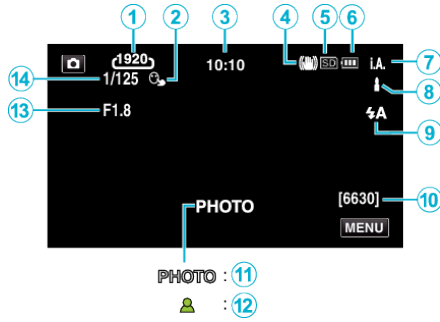 1 2 3 4 5 6
1920 10:10 SD i.A. 7
14 1/125 8
13 F1.8 A 9
[6630] 10
PHOTO
MENU
PHOTO : 11
: 12